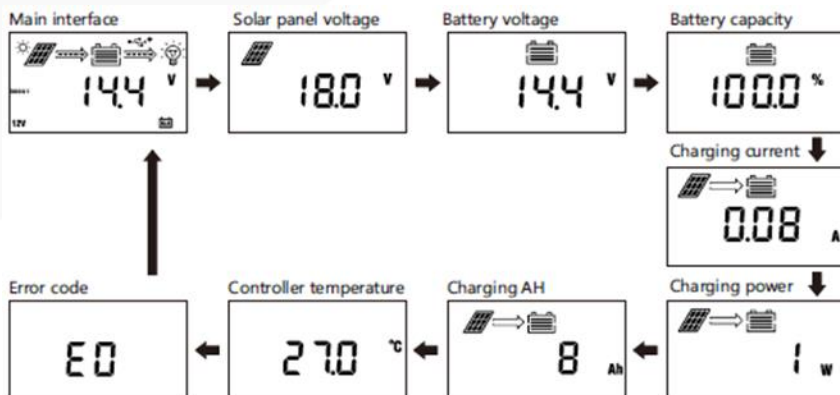 Main interface
Solar panel voltage
Battery voltage
Battery capacity
14.4 V
12V
18.0 V
14.4 V
100.0 %
Charging current
0.08 A
Error code
Controller temperature
Charging AH
Charging power
E0
27.0 °C
8 Ah
1 W